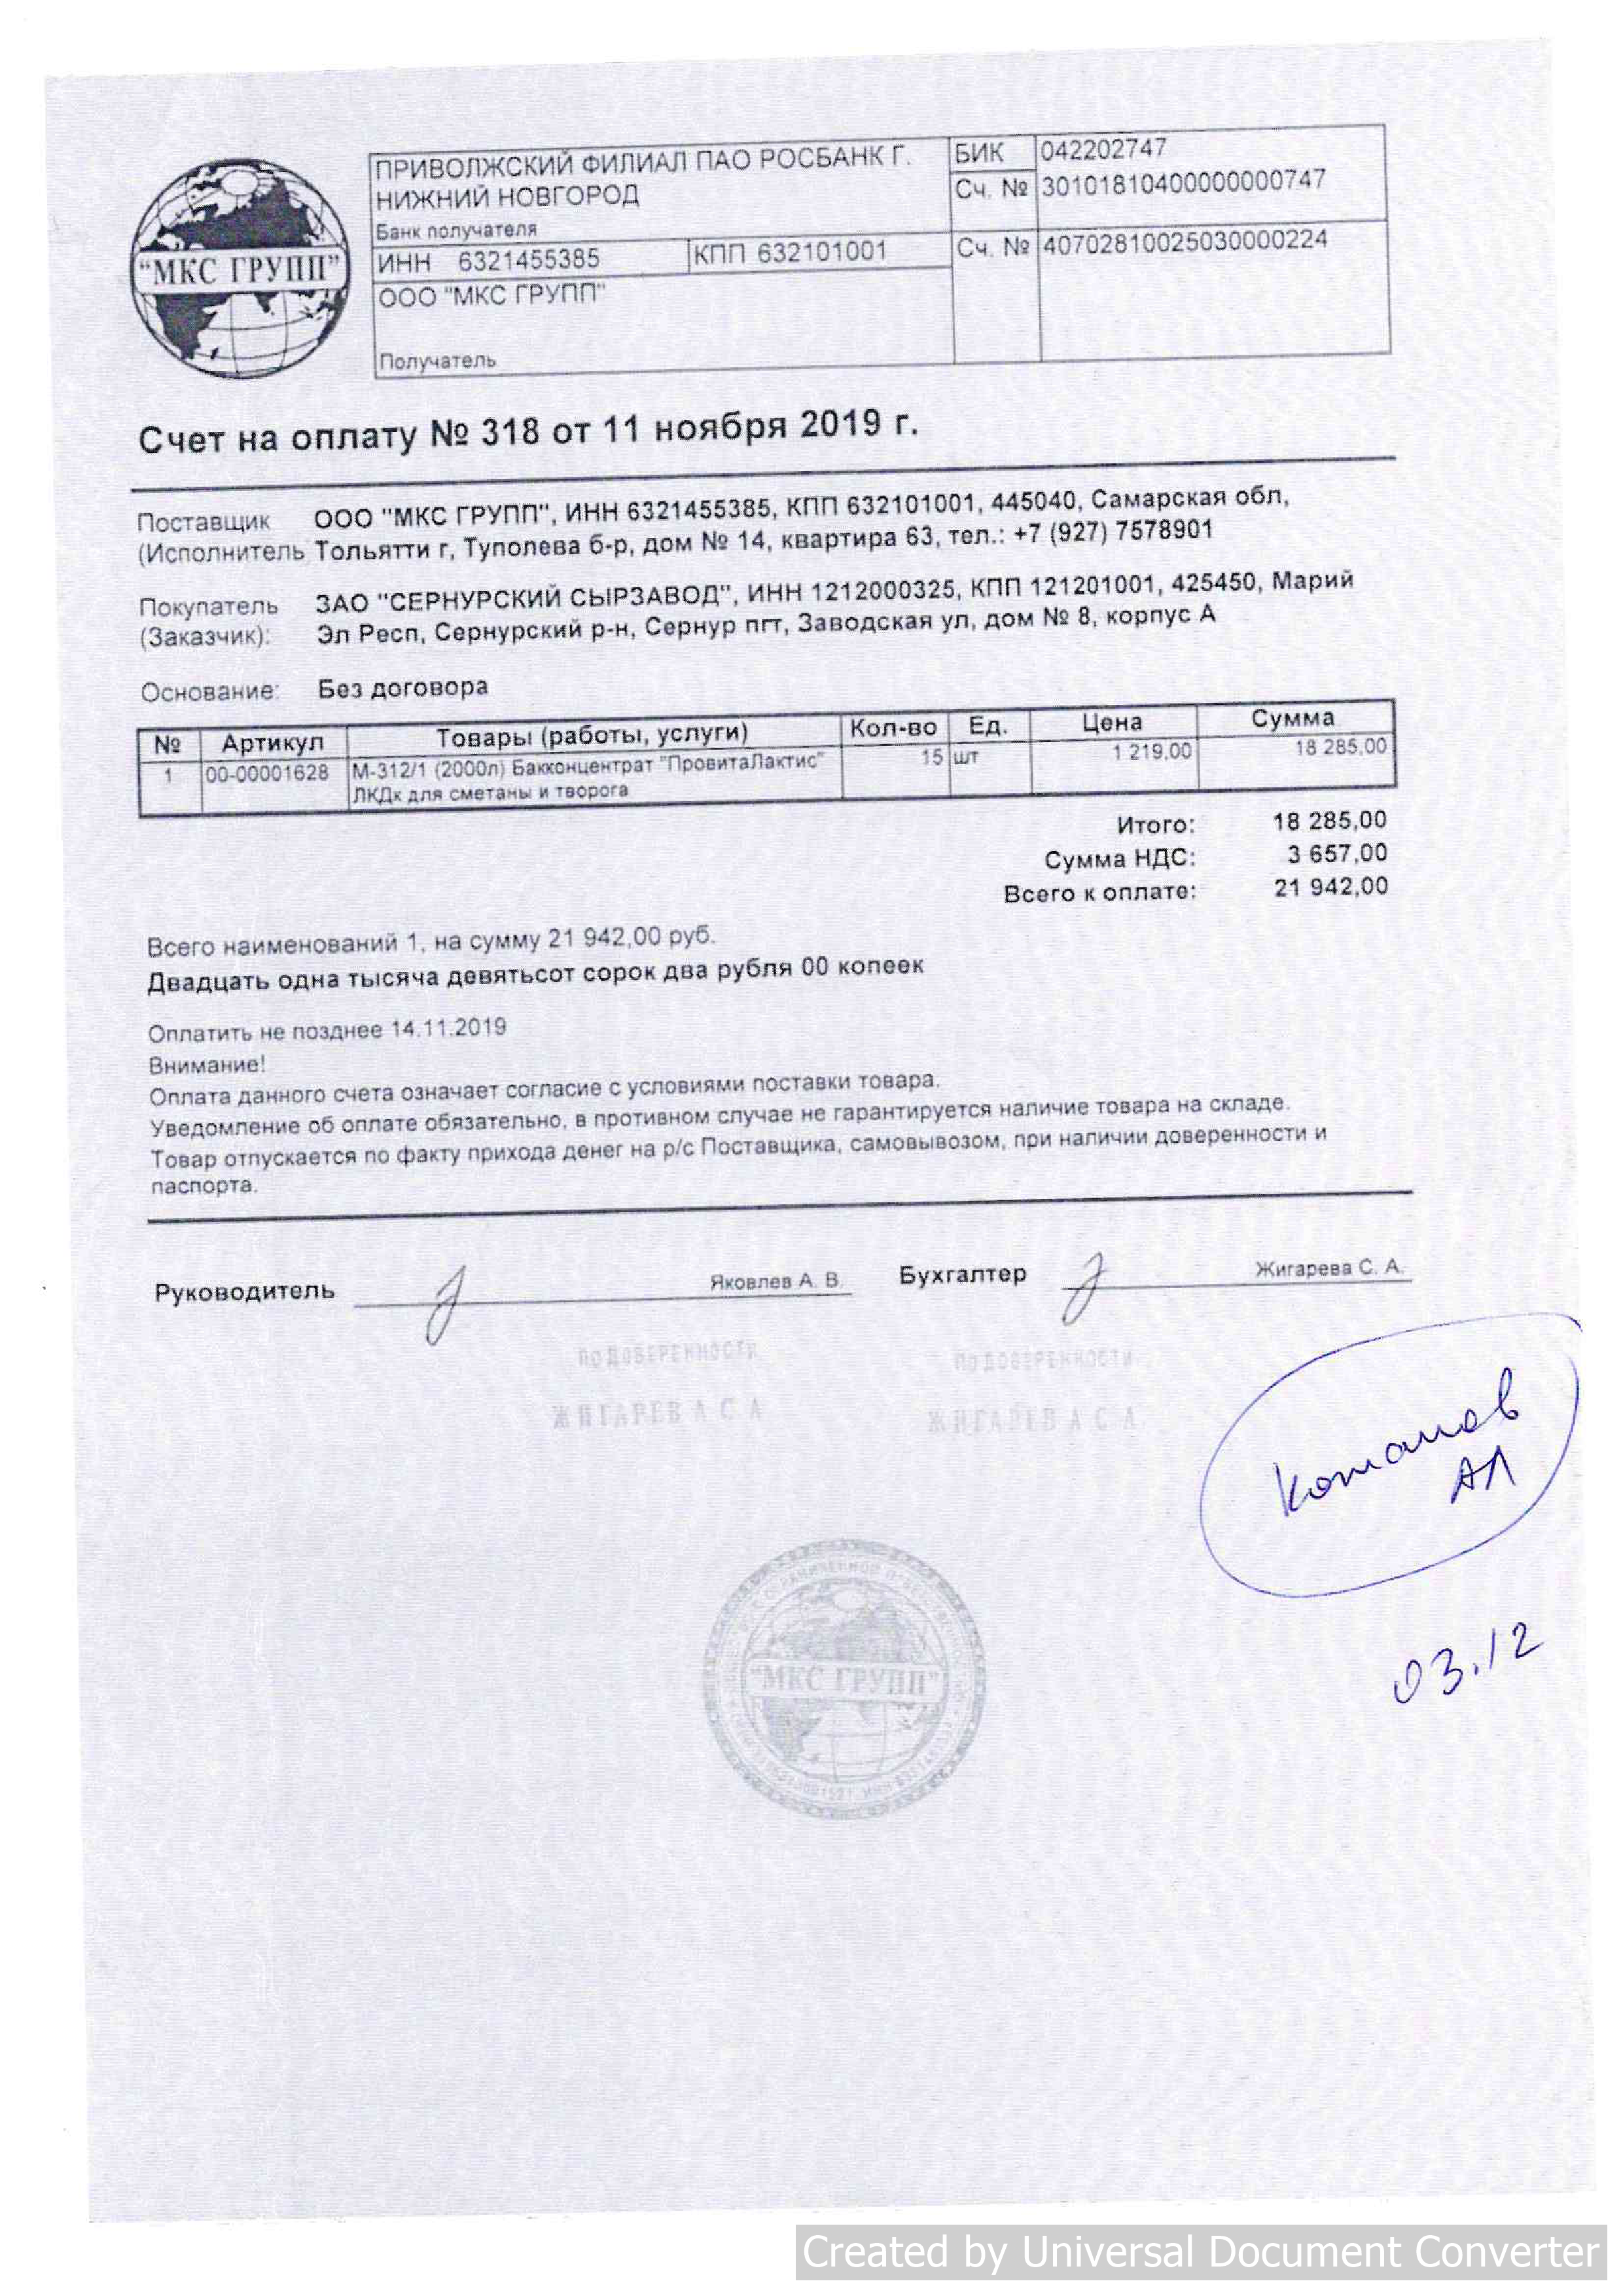 "МКС ГРУПП"
ПРИВОЛЖСКИЙ ФИЛИАЛ ПАО РОСБАНК Г.
НИЖНИЙ НОВГОРОД
Банк получателя
БИК 042202747
Сч. № 30101810400000000747
ИНН 6321455385 КПП 632101001
Сч. № 40702810025030000224
ООО "МКС ГРУПП"
Получатель
Счет на оплату № 318 от 11 ноября 2019 г.
Поставщик ООО "МКС ГРУПП", ИНН 6321455385, КПП 632101001, 445040, Самарская обл,
(Исполнитель Тольятти г, Туполева б-р, дом № 14, квартира 63, тел.: +7 (927) 7578901
Покупатель ЗАО "СЕРНУРСКИЙ СЫРЗАВОД", ИНН 1212000325, КПП 121201001, 425450, Марий
(Заказчик): Эл Респ, Сернурский р-н, Сернур пгт, Заводская ул, дом № 8, корпус А
Основание: Без договора
№ Артикул Товары (работы, услуги) Кол-во Ед. Цена Сумма
1 00-00001628 М-312/1 (2000л) Бакконцентрат "ПровитаЛактис" 15 шт 1 219,00 18 285,00
ЛКДк для сметаны и творога
Итого: 18 285,00
Сумма НДС: 3 657,00
Всего к оплате: 21 942,00
Всего наименований 1, на сумму 21 942,00 руб.
Двадцать одна тысяча девятьсот сорок два рубля 00 копеек
Оплатить не позднее 14.11.2019
Внимание!
Оплата данного счета означает согласие с условиями поставки товара.
Уведомление об оплате обязательно, в противном случае не гарантируется наличие товара на складе.
Товар отпускается по факту прихода денег на р/с Поставщика, самовывозом, при наличии доверенности и
паспорта.
Руководитель Яковлев А. В. Бухгалтер Жигарева С. А.
ПО ДОВЕРЕННОСТИ ПО ДОВЕРЕННОСТИ
ЖИГАРЕВА С А ЖИГАРЕВА С А
АЛ
"МКС ГРУПП"
03.12
Created by Universal Document Converter